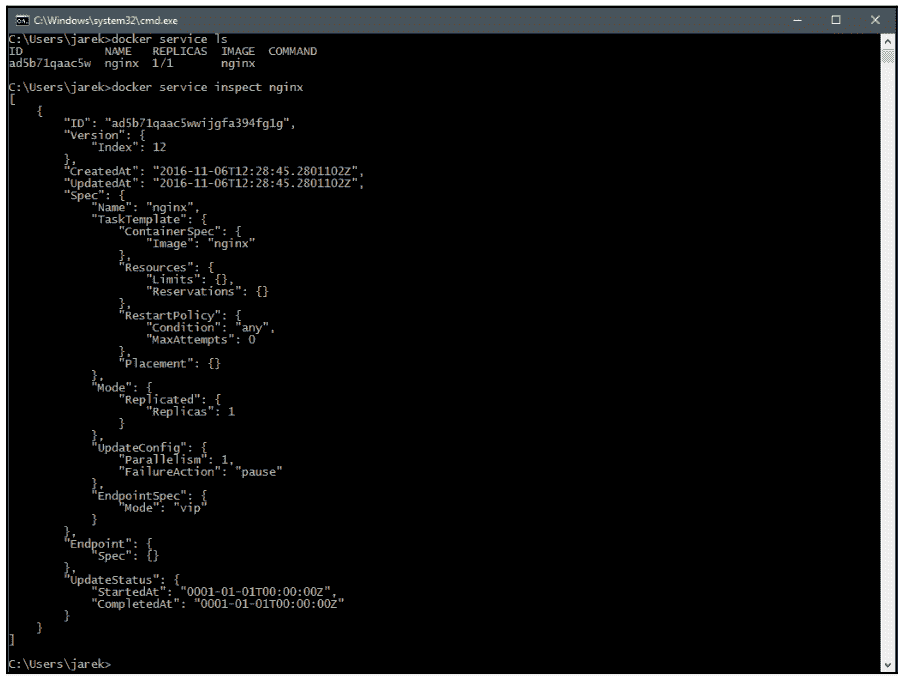 C:\Windows\system32\cmd.exe
C:\Users\jarek>docker service ls
ID            NAME   REPLICAS  IMAGE  COMMAND
ad5b71qaac5w  nginx  1/1       nginx
C:\Users\jarek>docker service inspect nginx
[
    {
        "ID": "ad5b71qaac5wwijgfa394fg1g",
        "Version": {
            "Index": 12
        },
        "CreatedAt": "2016-11-06T12:28:45.2801102Z",
        "UpdatedAt": "2016-11-06T12:28:45.2801102Z",
        "Spec": {
            "Name": "nginx",
            "TaskTemplate": {
                "ContainerSpec": {
                    "Image": "nginx"
                },
                "Resources": {
                    "Limits": {},
                    "Reservations": {}
                },
                "RestartPolicy": {
                    "Condition": "any",
                    "MaxAttempts": 0
                },
                "Placement": {}
            },
            "Mode": {
                "Replicated": {
                    "Replicas": 1
                }
            },
            "UpdateConfig": {
                "Parallelism": 1,
                "FailureAction": "pause"
            },
            "EndpointSpec": {
                "Mode": "vip"
            }
        },
        "Endpoint": {
            "Spec": {}
        },
        "UpdateStatus": {
            "StartedAt": "0001-01-01T00:00:00Z",
            "CompletedAt": "0001-01-01T00:00:00Z"
        }
    }
]
C:\Users\jarek>